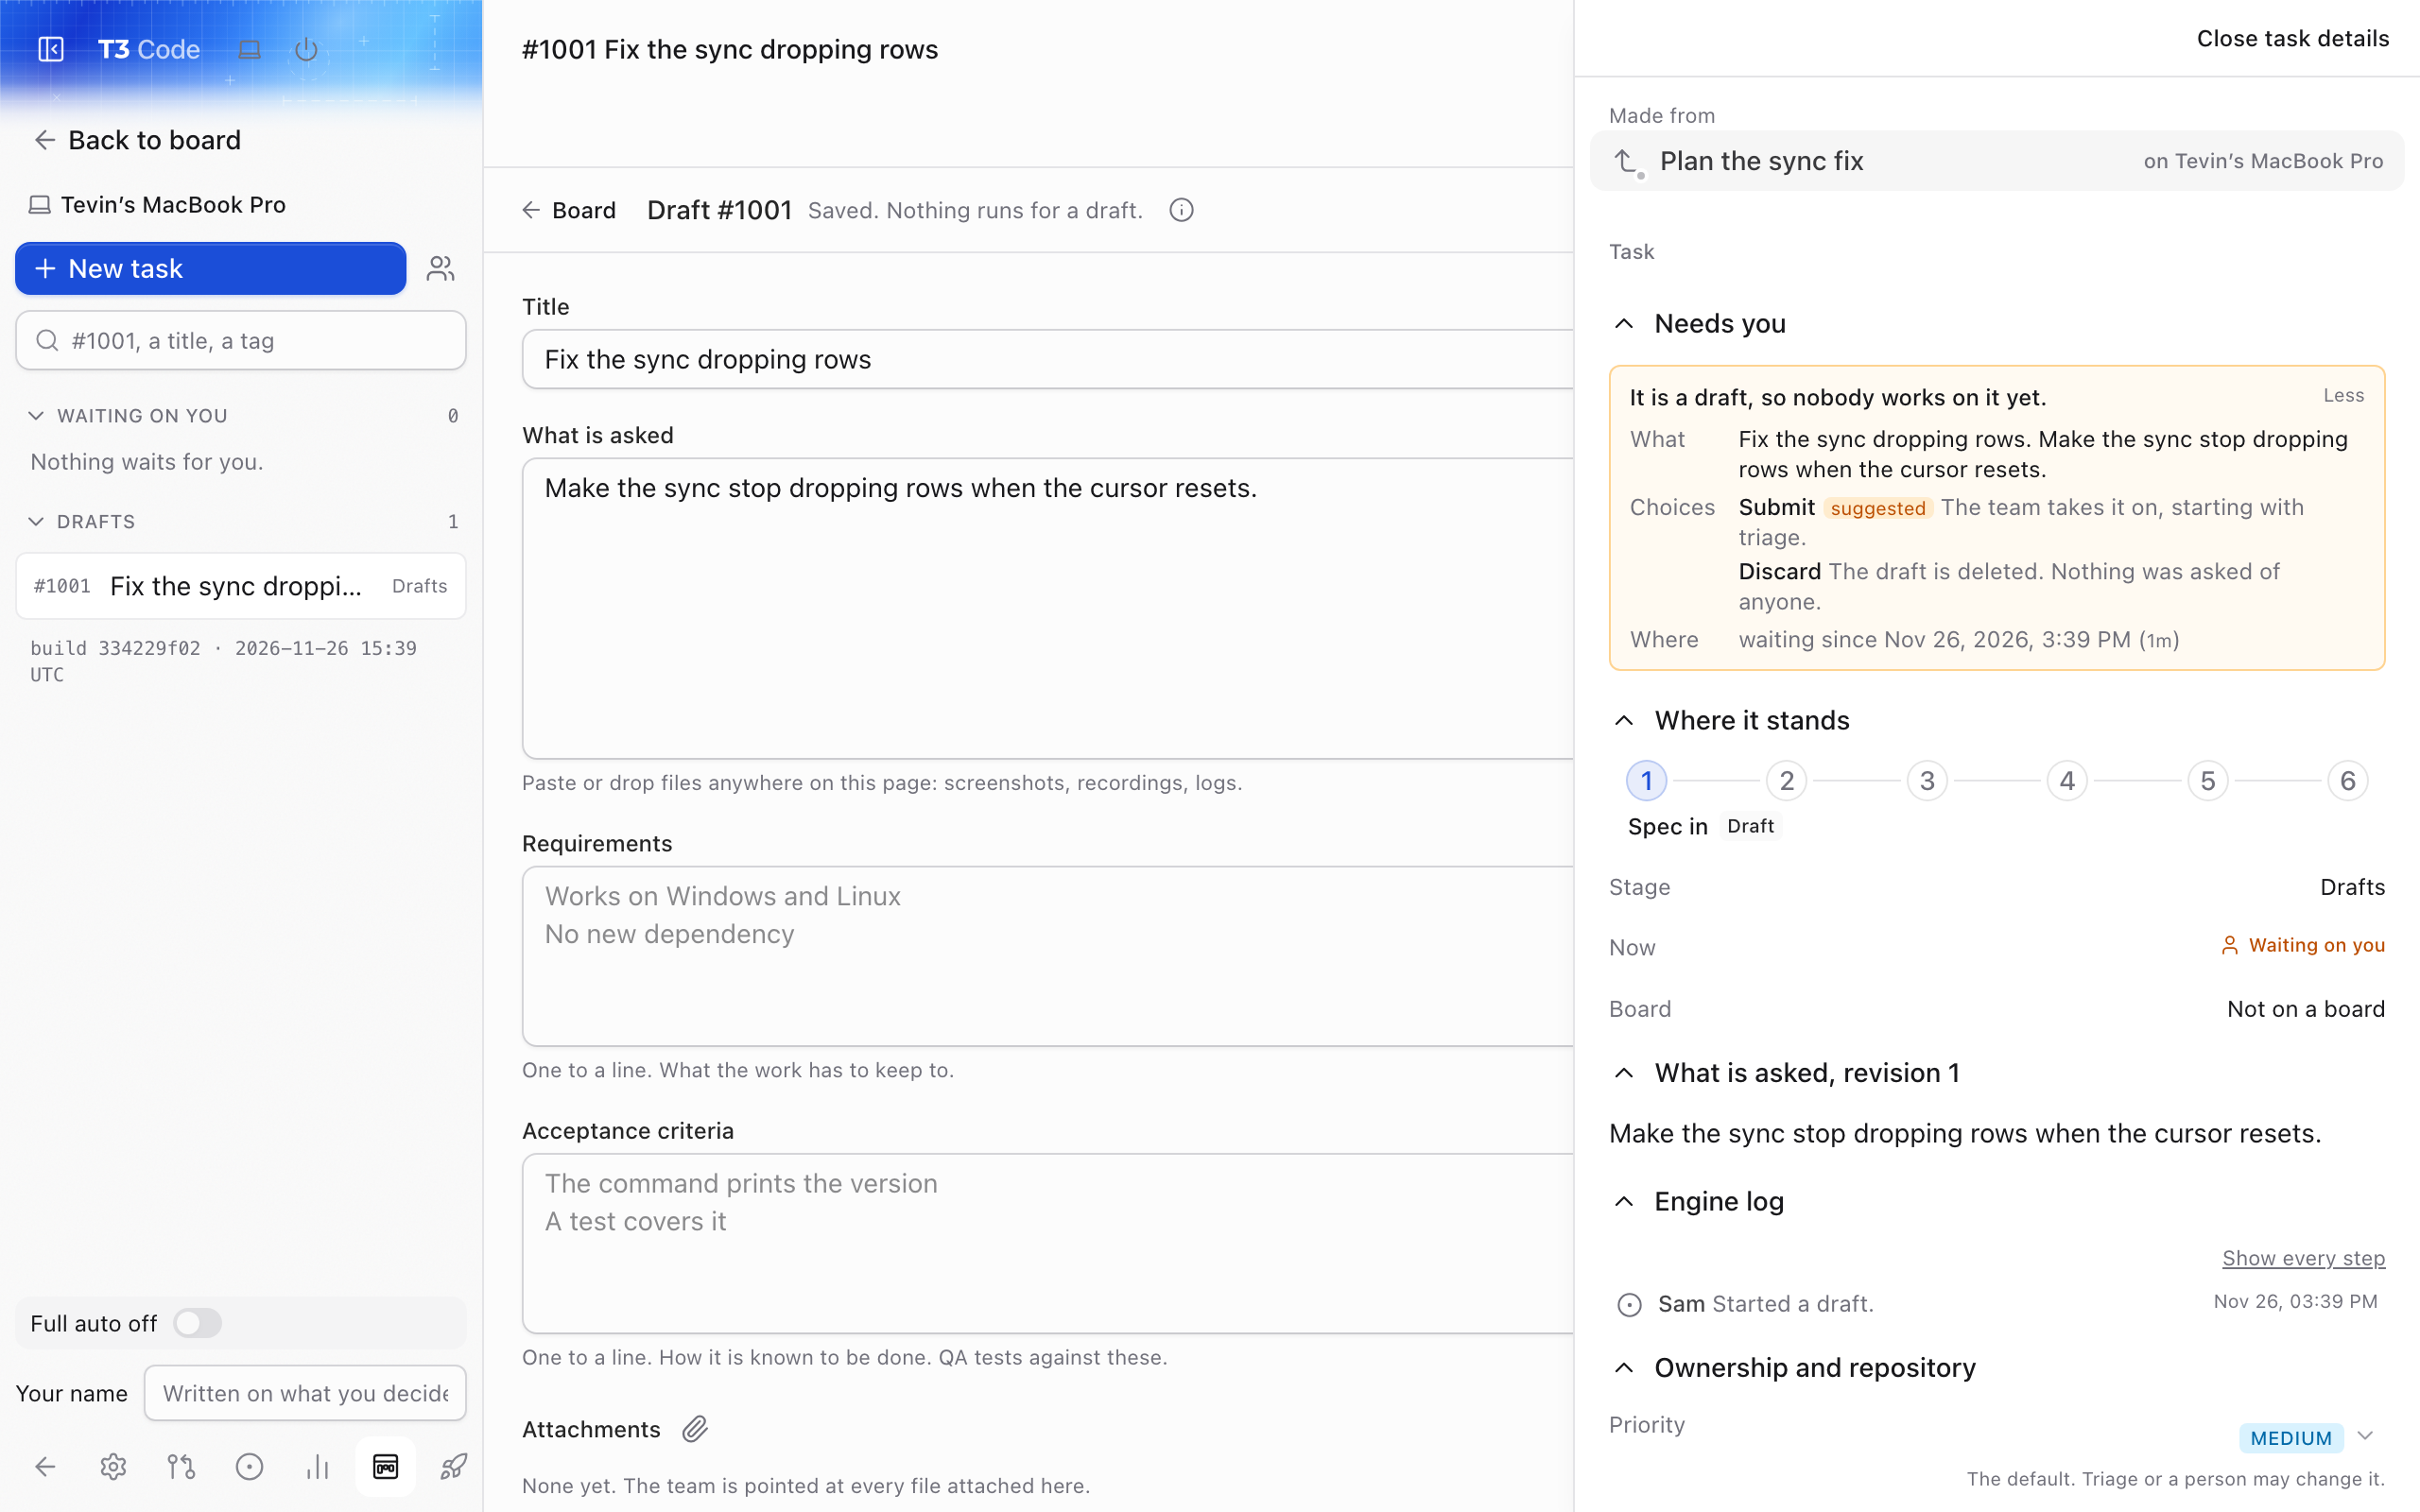 T3 Code
Back to board
Tevin’s MacBook Pro
New task
#1001, a title, a tag
WAITING ON YOU 0
Nothing waits for you.
DRAFTS 1
#1001 Fix the sync droppi... Drafts
build 334229f02 · 2026-11-26 15:39
UTC
Full auto off
Your name Written on what you decide
#1001 Fix the sync dropping rows
Board Draft #1001 Saved. Nothing runs for a draft.
Title
Fix the sync dropping rows
What is asked
Make the sync stop dropping rows when the cursor resets.
Paste or drop files anywhere on this page: screenshots, recordings, logs.
Requirements
Works on Windows and Linux
No new dependency
One to a line. What the work has to keep to.
Acceptance criteria
The command prints the version
A test covers it
One to a line. How it is known to be done. QA tests against these.
Attachments
None yet. The team is pointed at every file attached here.
Close task details
Made from
Plan the sync fix on Tevin’s MacBook Pro
Task
Needs you
It is a draft, so nobody works on it yet. Less
What Fix the sync dropping rows. Make the sync stop dropping
rows when the cursor resets.
Choices Submit suggested The team takes it on, starting with
triage.
Discard The draft is deleted. Nothing was asked of
anyone.
Where waiting since Nov 26, 2026, 3:39 PM (1m)
Where it stands
1 2 3 4 5 6
Spec in Draft
Stage Drafts
Now Waiting on you
Board Not on a board
What is asked, revision 1
Make the sync stop dropping rows when the cursor resets.
Engine log
Show every step
Sam Started a draft. Nov 26, 03:39 PM
Ownership and repository
Priority MEDIUM
The default. Triage or a person may change it.